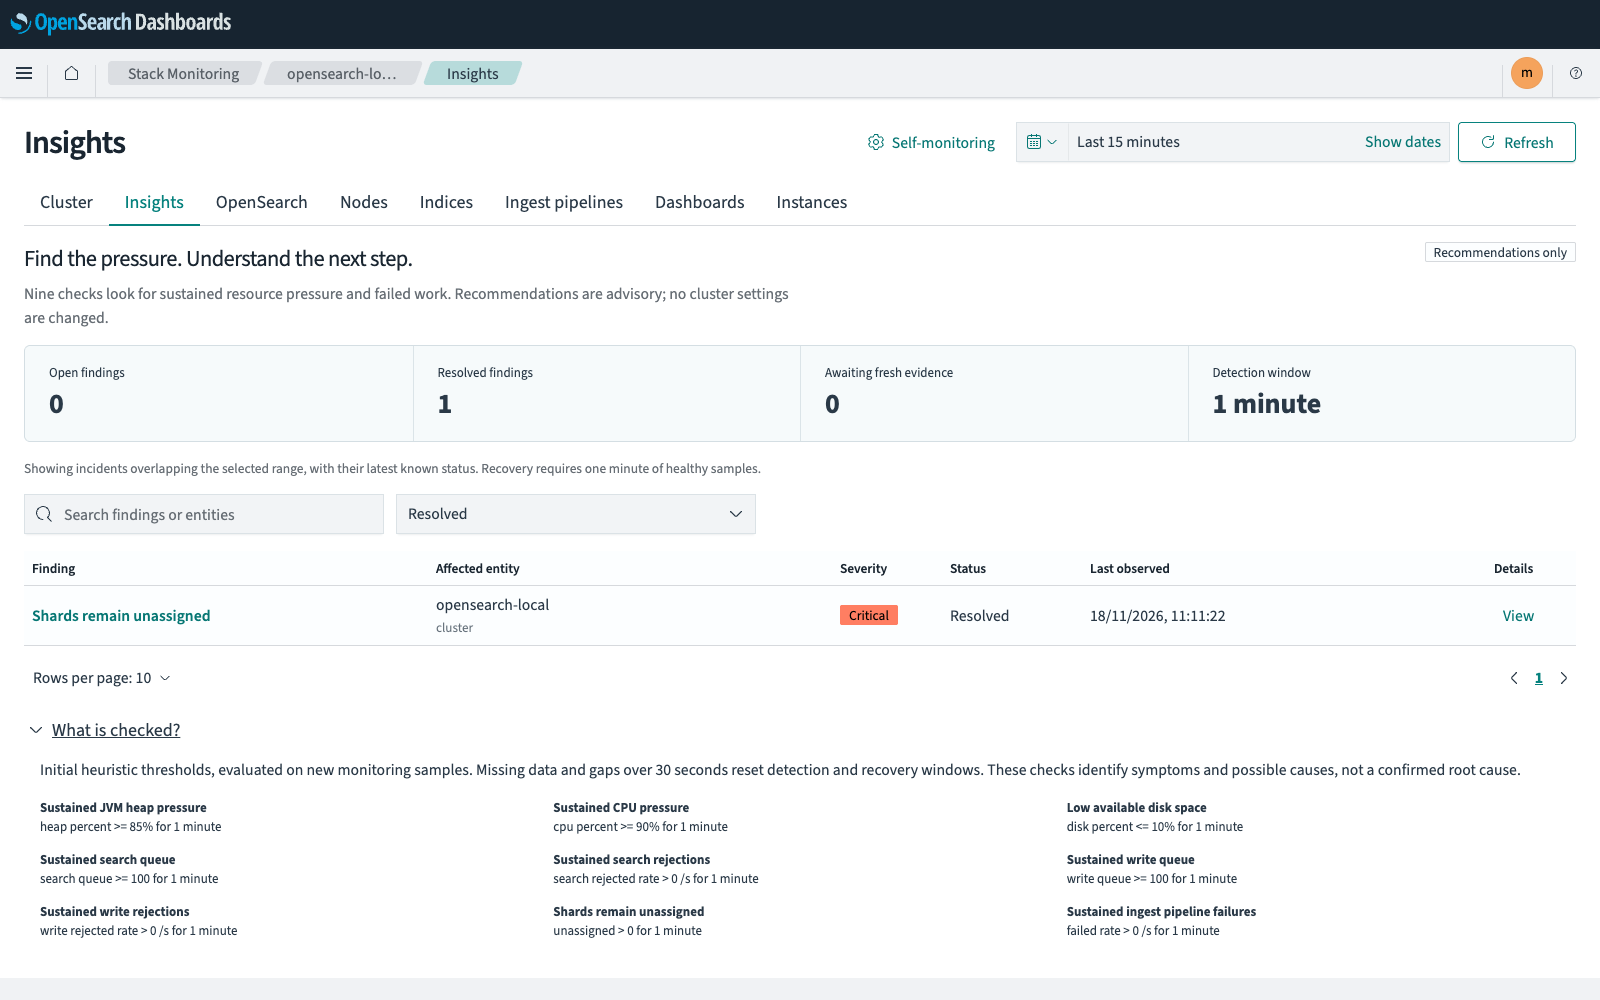 OpenSearch Dashboards
Stack Monitoring
opensearch-lo…
Insights
m
Insights
Self-monitoring
Last 15 minutes
Show dates
Refresh
Cluster
Insights
OpenSearch
Nodes
Indices
Ingest pipelines
Dashboards
Instances
Find the pressure. Understand the next step.
Recommendations only
Nine checks look for sustained resource pressure and failed work. Recommendations are advisory; no cluster settings
are changed.
Open findings
0
Resolved findings
1
Awaiting fresh evidence
0
Detection window
1 minute
Showing incidents overlapping the selected range, with their latest known status. Recovery requires one minute of healthy samples.
Search findings or entities
Resolved
Finding
Affected entity
Severity
Status
Last observed
Details
Shards remain unassigned
opensearch-local
cluster
Critical
Resolved
18/11/2026, 11:11:22
View
Rows per page: 10
1
What is checked?
Initial heuristic thresholds, evaluated on new monitoring samples. Missing data and gaps over 30 seconds reset detection and recovery windows. These checks identify symptoms and possible causes, not a confirmed root cause.
Sustained JVM heap pressure
heap percent >= 85% for 1 minute
Sustained CPU pressure
cpu percent >= 90% for 1 minute
Low available disk space
disk percent <= 10% for 1 minute
Sustained search queue
search queue >= 100 for 1 minute
Sustained search rejections
search rejected rate > 0 /s for 1 minute
Sustained write queue
write queue >= 100 for 1 minute
Sustained write rejections
write rejected rate > 0 /s for 1 minute
Shards remain unassigned
unassigned > 0 for 1 minute
Sustained ingest pipeline failures
failed rate > 0 /s for 1 minute